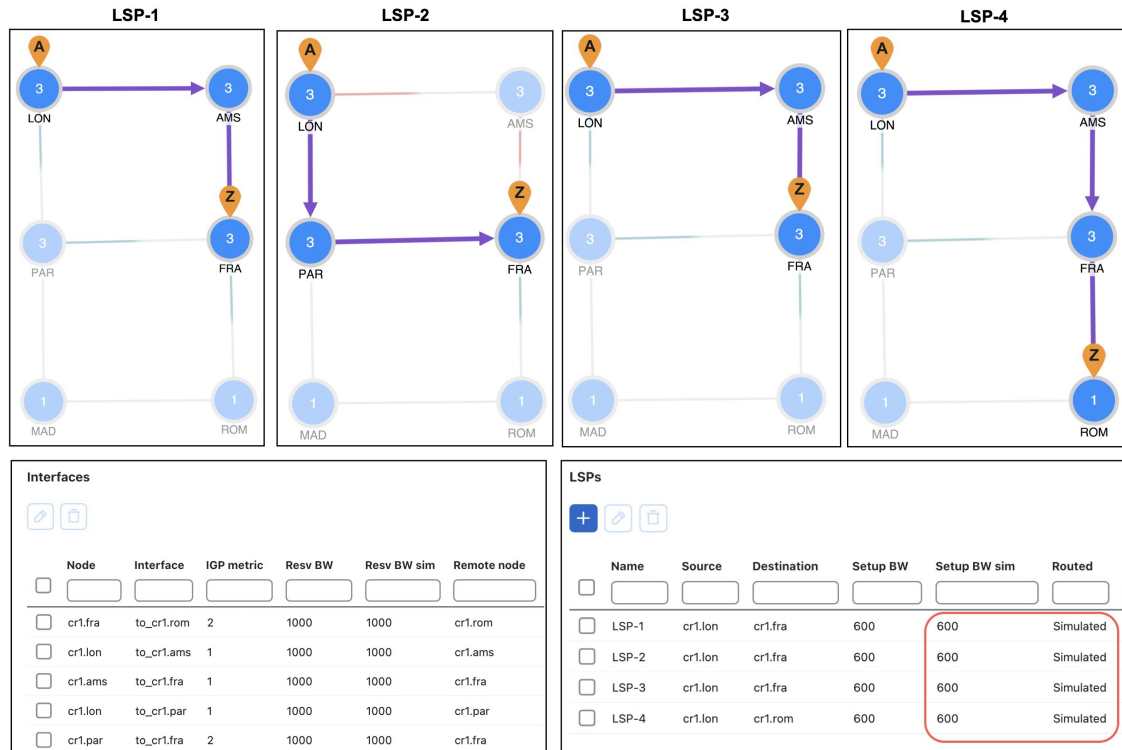 LSP-1 LSP-2 LSP-3 LSP-4
A A A A
3 3 3 3 3 3 3 3
LON AMS LON AMS LON AMS LON AMS
Z Z Z
3 3 3 3 3 3 3 3
PAR FRA PAR FRA PAR FRA PAR FRA
Z
1 1 1 1 1 1 1 1
MAD ROM MAD ROM MAD ROM MAD ROM
Interfaces
Node Interface IGP metric Resv BW Resv BW sim Remote node
cr1.fra to_cr1.rom 2 1000 1000 cr1.rom
cr1.lon to_cr1.ams 1 1000 1000 cr1.ams
cr1.ams to_cr1.fra 1 1000 1000 cr1.fra
cr1.lon to_cr1.par 1 1000 1000 cr1.par
cr1.par to_cr1.fra 2 1000 1000 cr1.fra
LSPs
+
Name Source Destination Setup BW Setup BW sim Routed
LSP-1 cr1.lon cr1.fra 600 600 Simulated
LSP-2 cr1.lon cr1.fra 600 600 Simulated
LSP-3 cr1.lon cr1.fra 600 600 Simulated
LSP-4 cr1.lon cr1.rom 600 600 Simulated